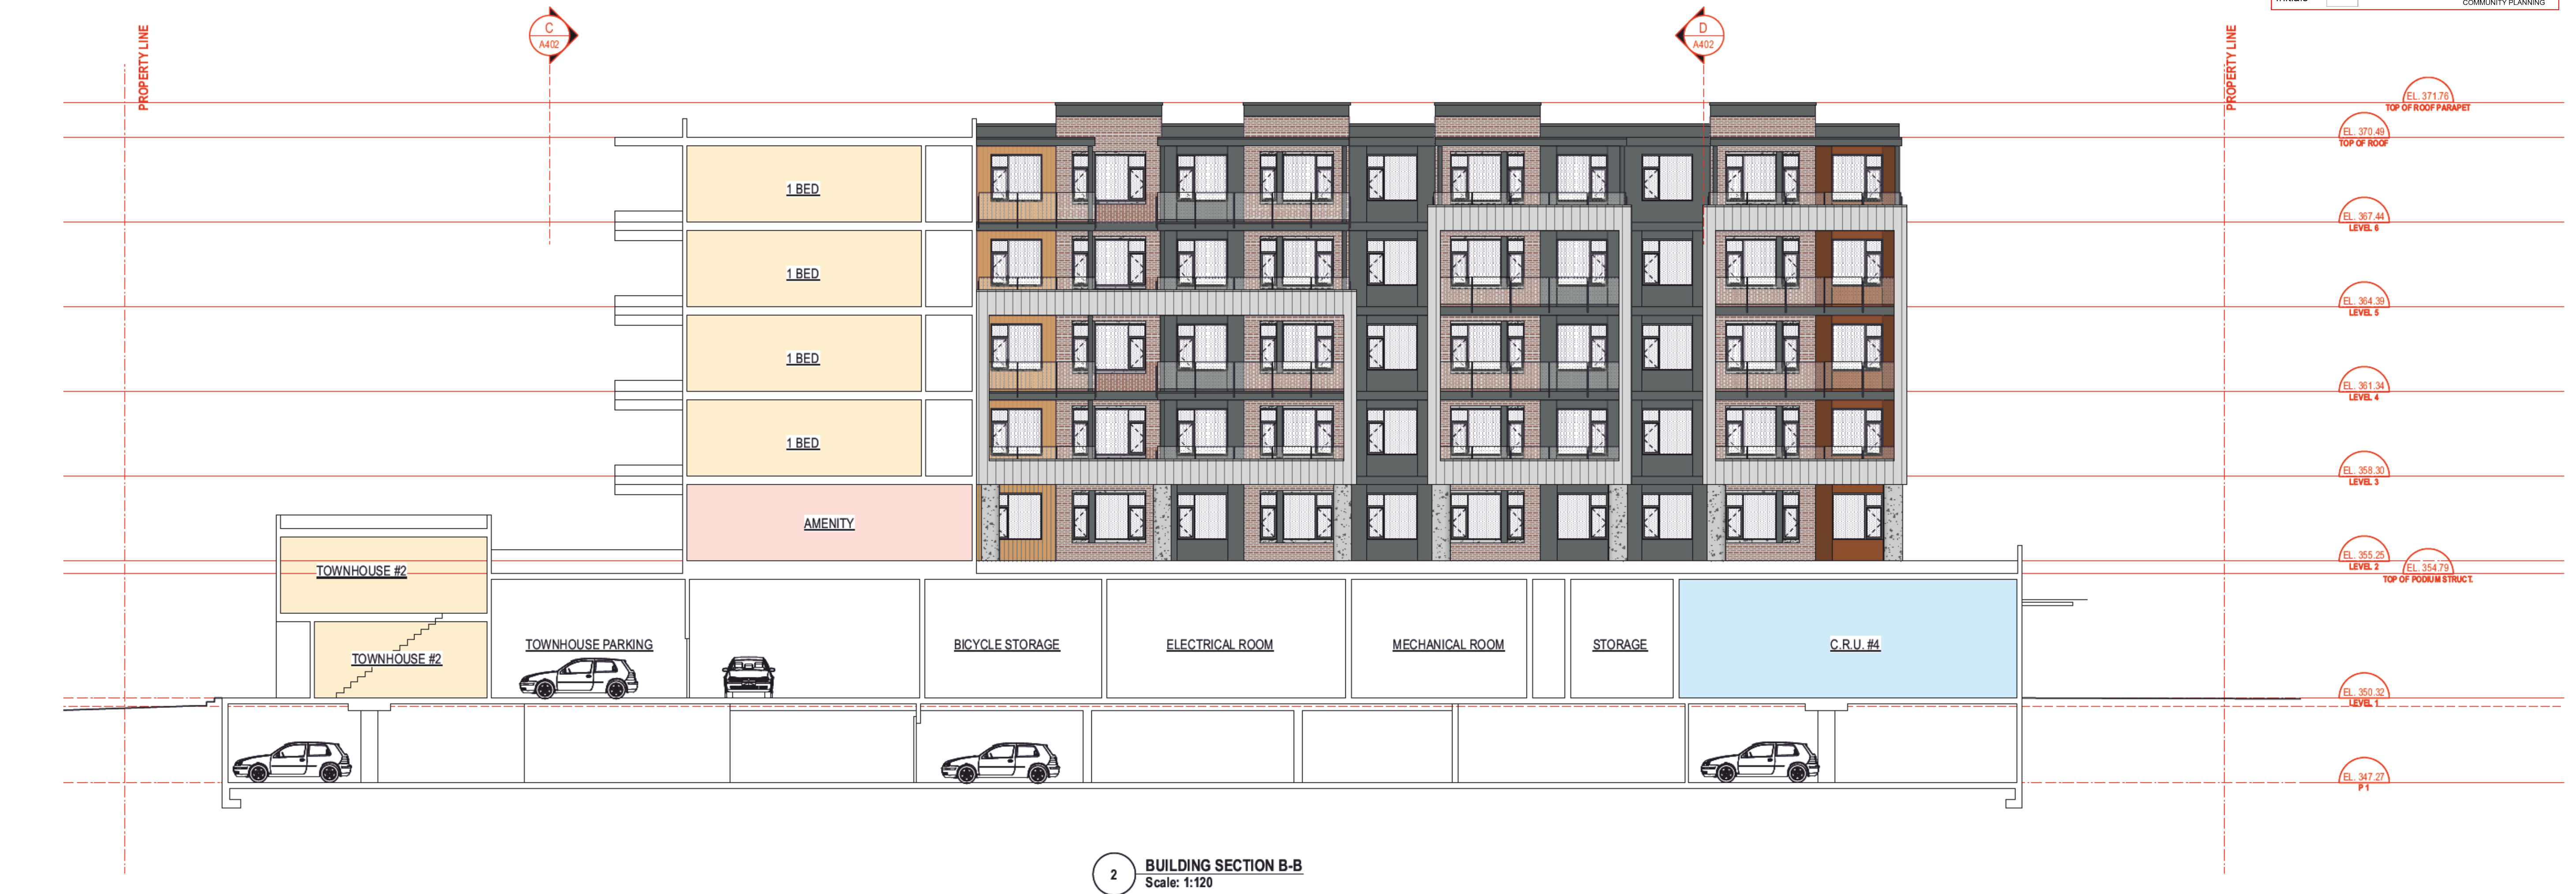 COMMUNITY PLANNING
PROPERTY LINE
C
A402
D
A402
PROPERTY LINE
EL. 371.76
TOP OF ROOF PARAPET
EL. 370.49
TOP OF ROOF
1 BED
EL. 367.44
LEVEL 6
1 BED
EL. 364.39
LEVEL 5
1 BED
EL. 361.34
LEVEL 4
1 BED
EL. 358.30
LEVEL 3
AMENITY
EL. 355.25
LEVEL 2
EL. 354.79
TOP OF PODIUM STRUCT.
TOWNHOUSE #2
TOWNHOUSE #2
TOWNHOUSE PARKING
BICYCLE STORAGE
ELECTRICAL ROOM
MECHANICAL ROOM
STORAGE
C.R.U. #4
EL. 350.32
LEVEL 1
EL. 347.27
P 1
2
BUILDING SECTION B-B
Scale: 1:120